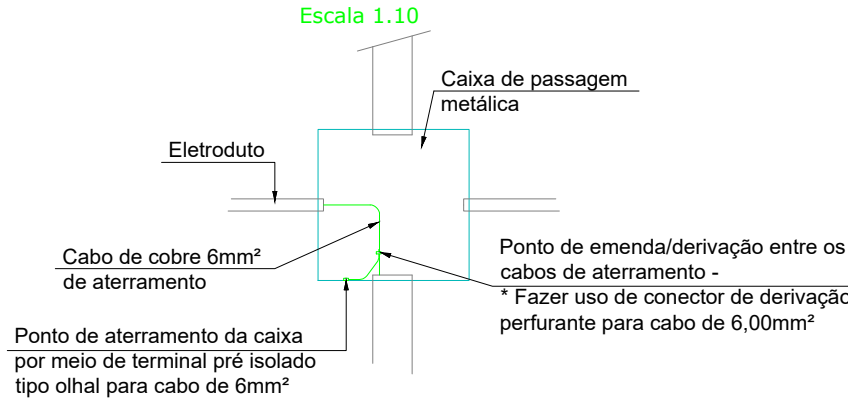 Escala 1.10
Caixa de passagem
metálica
Eletroduto
Cabo de cobre 6mm²
de aterramento
Ponto de emenda/derivação entre os
cabos de aterramento -
* Fazer uso de conector de derivação
perfurante para cabo de 6,00mm²
Ponto de aterramento da caixa
por meio de terminal pré isolado
tipo olhal para cabo de 6mm²